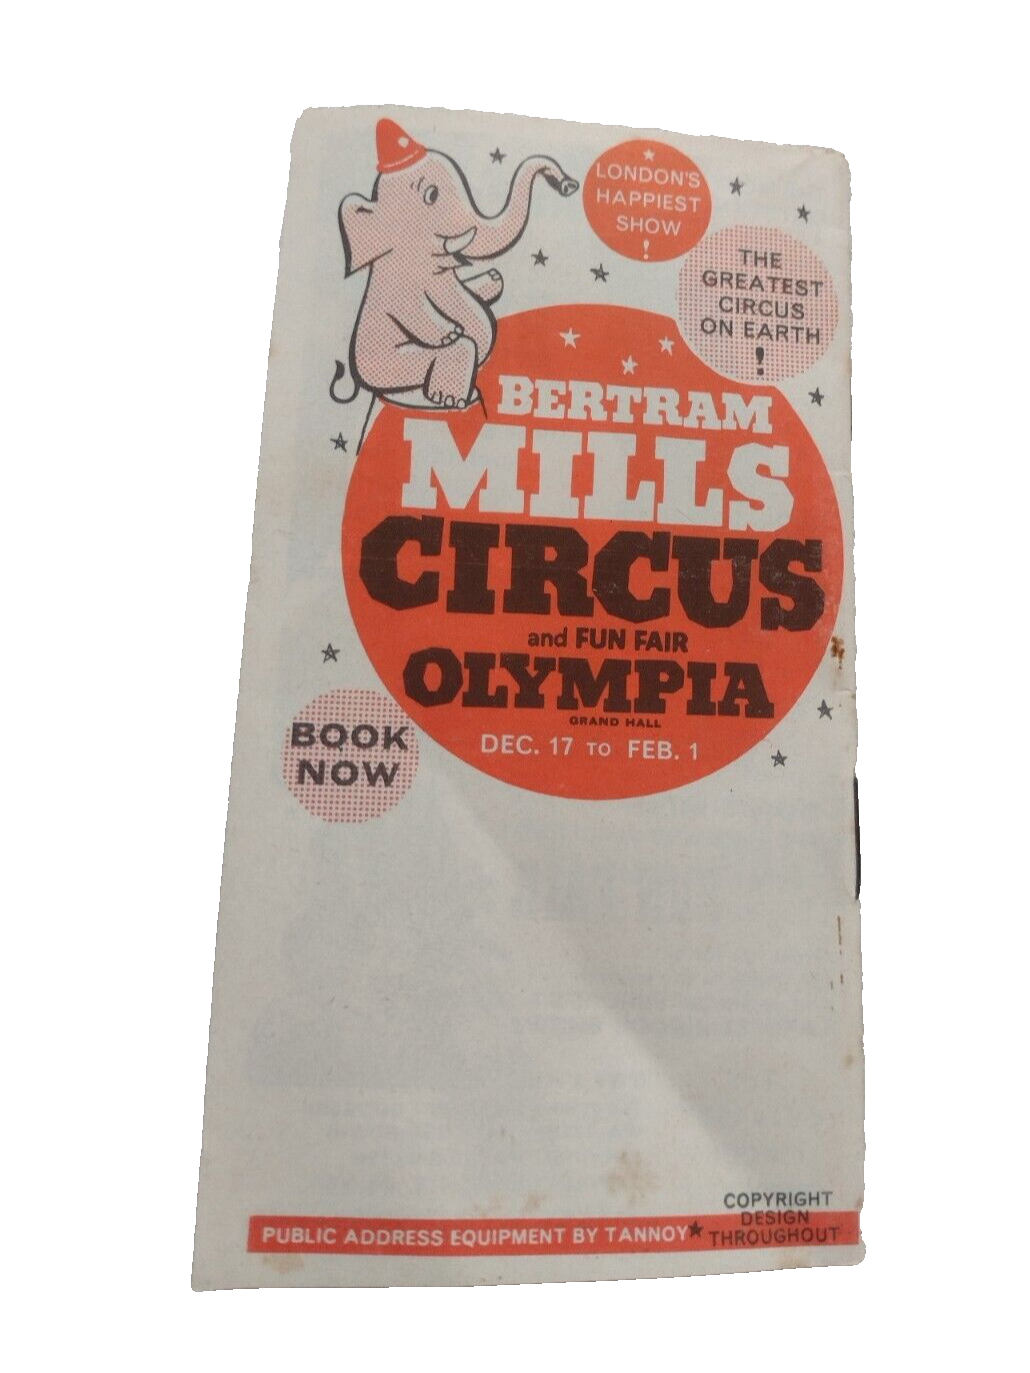 LONDON'S
HAPPIEST
SHOW
!
THE
GREATEST
CIRCUS
ON EARTH
!
BERTRAM
MILLS
CIRCUS
and FUN FAIR
OLYMPIA
GRAND HALL
DEC. 17 TO FEB. 1
BOOK
NOW
PUBLIC ADDRESS EQUIPMENT BY TANNOY
COPYRIGHT
DESIGN
THROUGHOUT